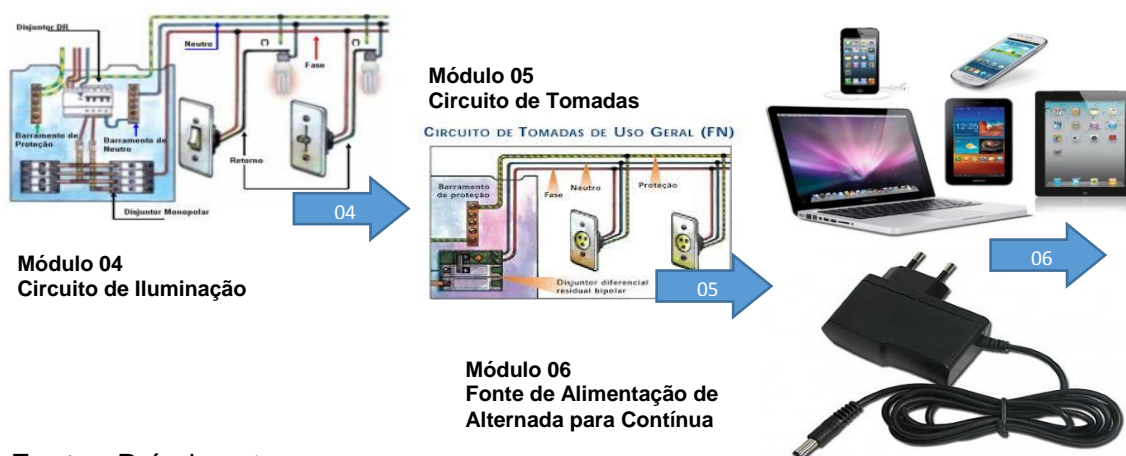 Disjuntor DR
Neutro
(*)
(*)
Fase
Barramento de
Proteção
Barramento de
Neutro
Retorno
Disjuntor Monopolar
04
Módulo 04
Circuito de Iluminação
Módulo 05
Circuito de Tomadas
CIRCUITO DE TOMADAS DE USO GERAL (FN)
Barramento
de proteção
Fase
Neutro
Proteção
Disjuntor diferencial
residual bipolar
05
Módulo 06
Fonte de Alimentação de
Alternada para Contínua
12:25
06